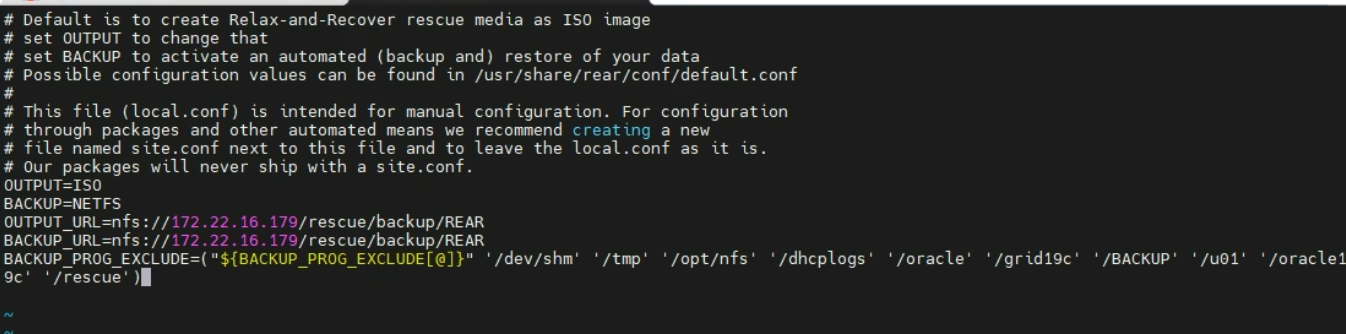 # Default is to create Relax-and-Recover rescue media as ISO image
# set OUTPUT to change that
# set BACKUP to activate an automated (backup and) restore of your data
# Possible configuration values can be found in /usr/share/rear/conf/default.conf
#
# This file (local.conf) is intended for manual configuration. For configuration
# through packages and other automated means we recommend creating a new
# file named site.conf next to this file and to leave the local.conf as it is.
# Our packages will never ship with a site.conf.
OUTPUT=ISO
BACKUP=NETFS
OUTPUT_URL=nfs://172.22.16.179/rescue/backup/REAR
BACKUP_URL=nfs://172.22.16.179/rescue/backup/REAR
BACKUP_PROG_EXCLUDE=("${BACKUP_PROG_EXCLUDE[@]}" '/dev/shm' '/tmp' '/opt/nfs' '/dhcplogs' '/oracle' '/grid19c' '/BACKUP' '/u01' '/oracle1
9c' '/rescue')
~
~